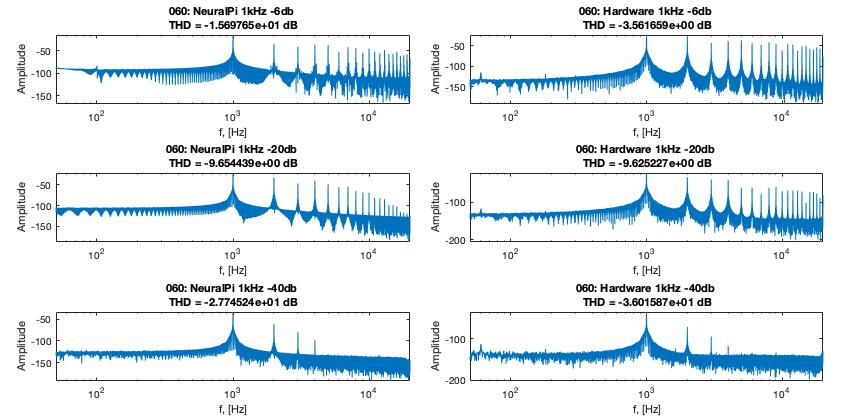 060: NeuralPi 1kHz -6db
THD = -1.569765e+01 dB
Amplitude
-50
-100
-150
10²
10³
10⁴
f, [Hz]
060: Hardware 1kHz -6db
THD = -3.561659e+00 dB
Amplitude
-50
-100
-150
10²
10³
10⁴
f, [Hz]
060: NeuralPi 1kHz -20db
THD = -9.654439e+00 dB
Amplitude
-50
-100
-150
10²
10³
10⁴
f, [Hz]
060: Hardware 1kHz -20db
THD = -9.625227e+00 dB
Amplitude
-100
-200
10²
10³
10⁴
f, [Hz]
060: NeuralPi 1kHz -40db
THD = -2.774524e+01 dB
Amplitude
-50
-100
-150
10²
10³
10⁴
f, [Hz]
060: Hardware 1kHz -40db
THD = -3.601587e+01 dB
Amplitude
-100
-200
10²
10³
10⁴
f, [Hz]